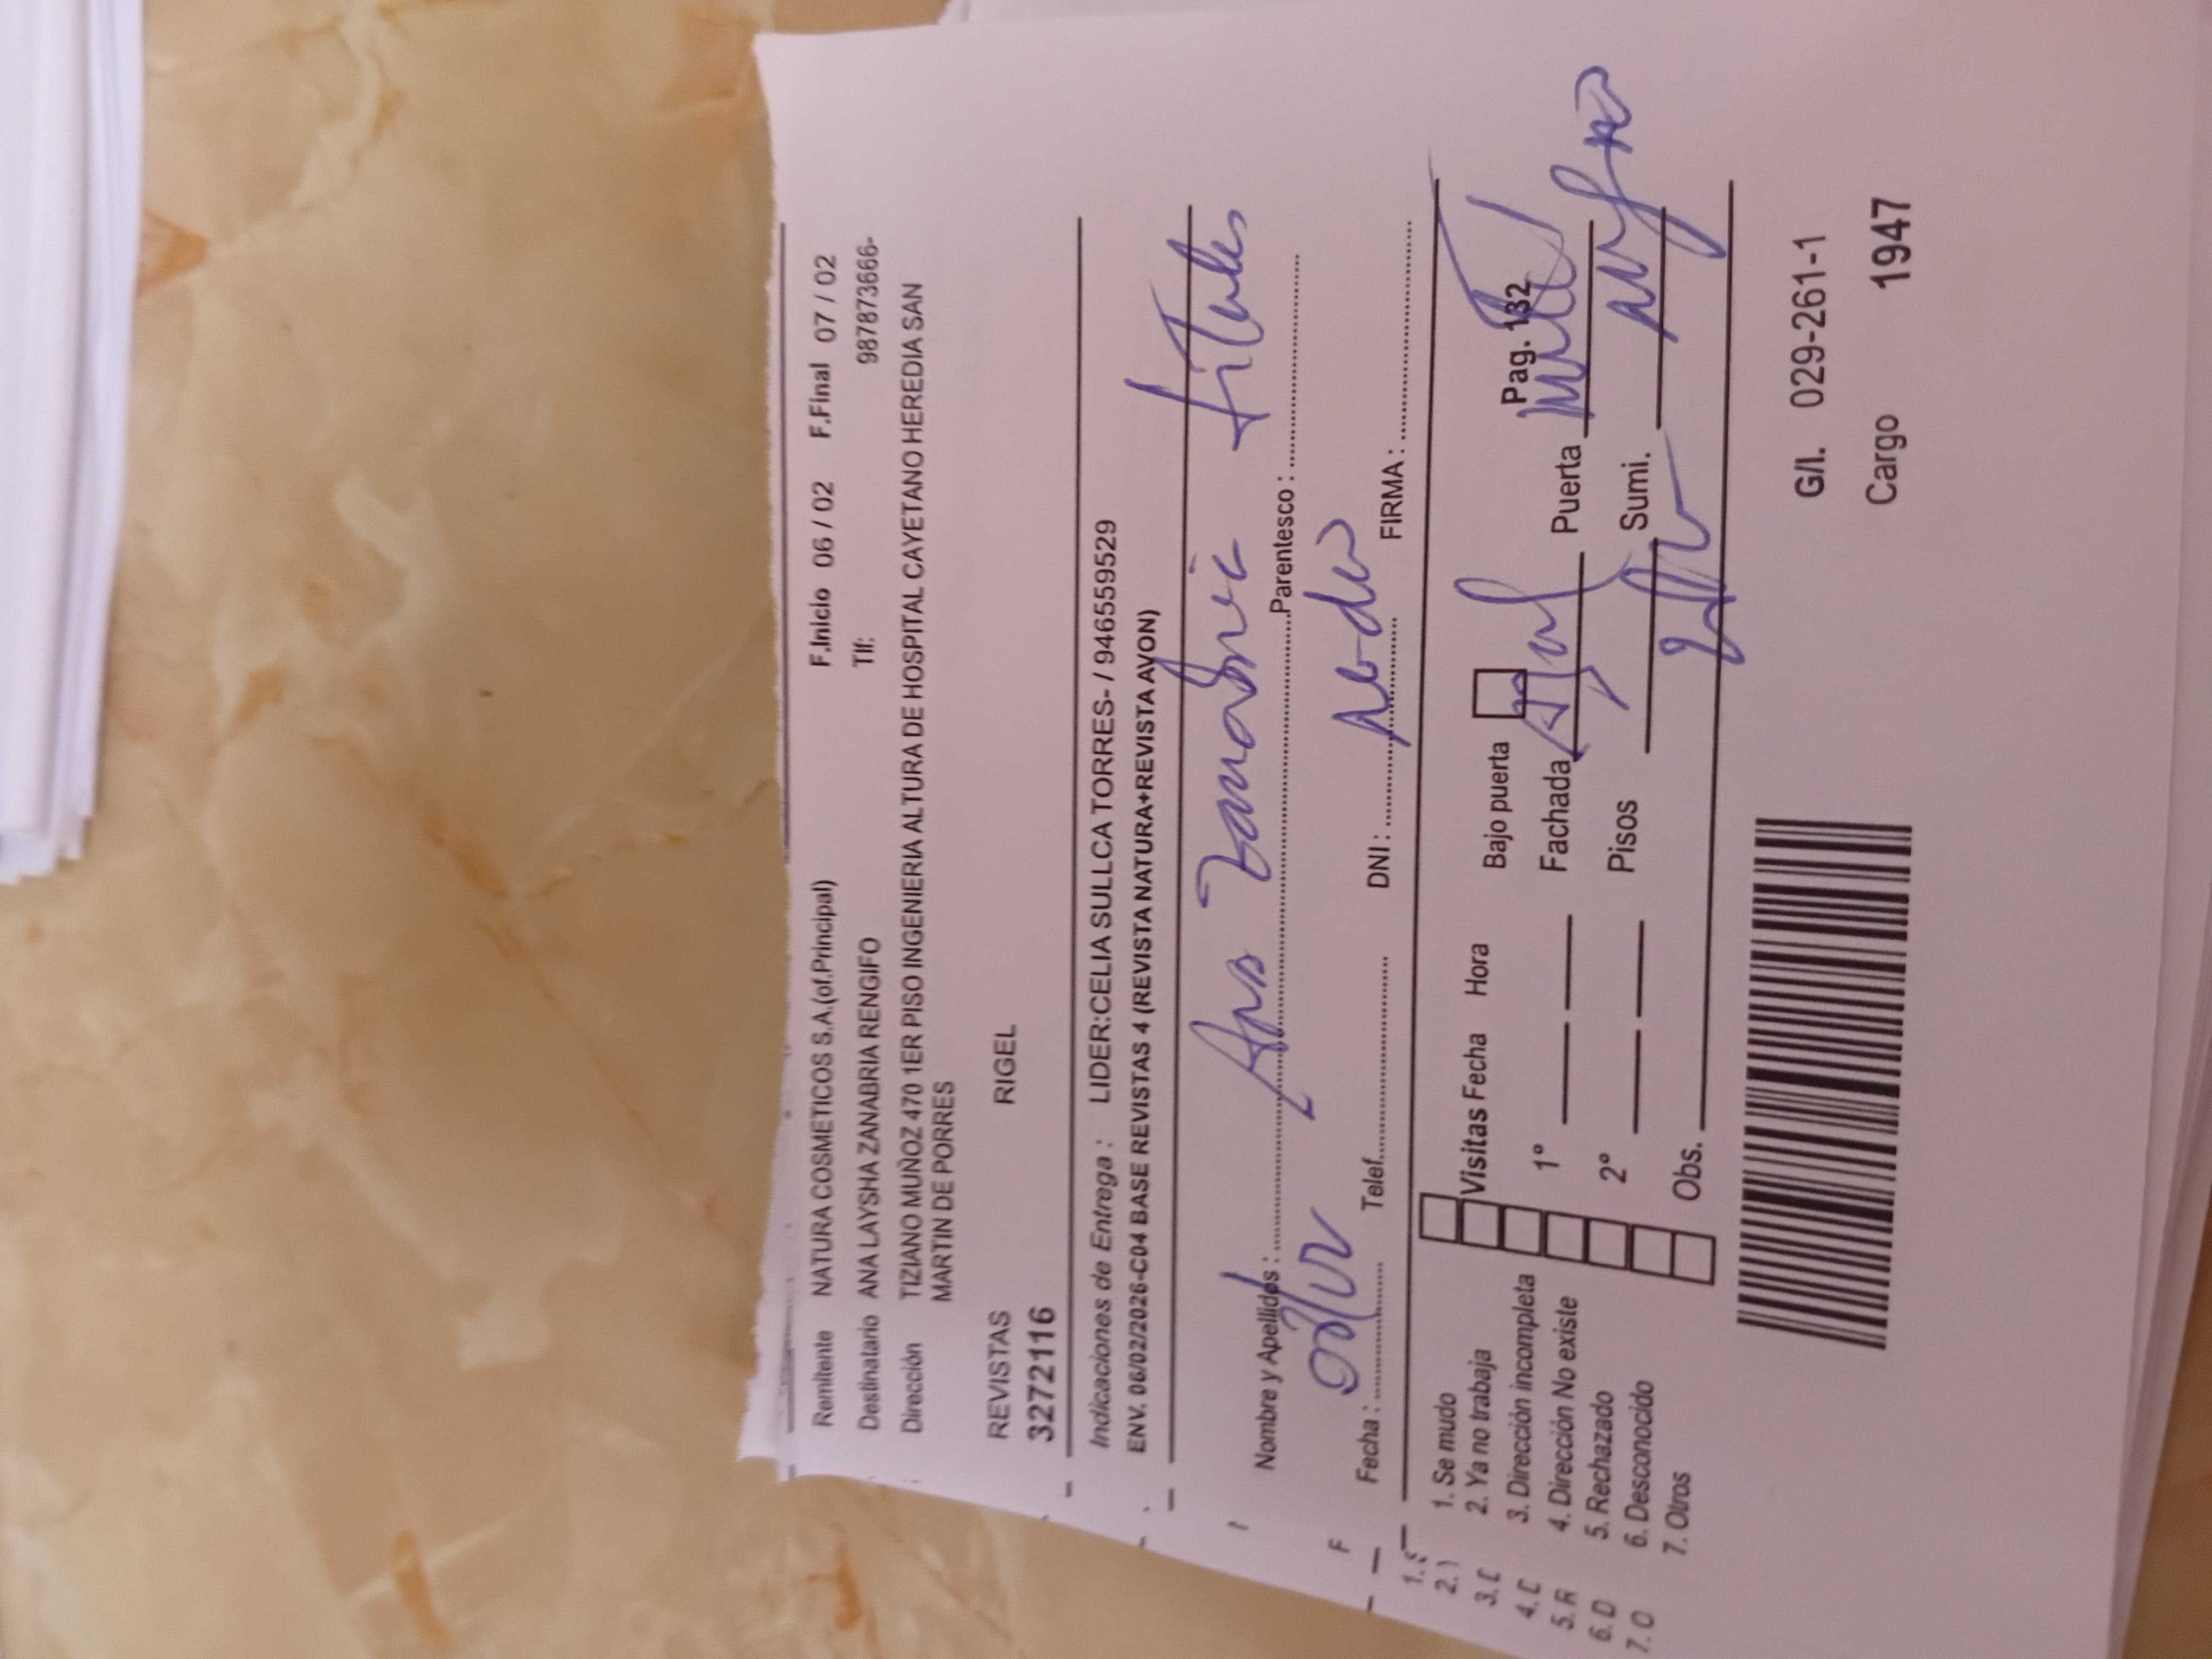 Remitente NATURA COSMETICOS S.A.(of.Principal) F.Inicio 06 / 02 F.Final 07 / 02
Destinatario ANA LAYSHA ZANABRIA RENGIFO Tlf: 987873666-
Dirección TIZIANO MUÑOZ 470 1ER PISO INGENIERIA ALTURA DE HOSPITAL CAYETANO HEREDIA SAN
MARTIN DE PORRES
REVISTAS RIGEL
3272116
Indicaciones de Entrega : LIDER:CELIA SULLCA TORRES- / 946559529
ENV. 06/02/2026-C04 BASE REVISTAS 4 (REVISTA NATURA+REVISTA AVON)
Ana Zanabria titular
Nombre y Apellidos : Parentesco :
Fecha : Telef. DNI : FIRMA :
1. Se mudo
2. Ya no trabaja Visitas Fecha Hora Bajo puerta Pag. 132
3. Dirección incompleta
4. Dirección No existe 1º Fachada Puerta
5. Rechazado
6. Desconocido 2º Pisos Sumi.
7. Otros Obs.
G/I. 029-261-1
Cargo 1947